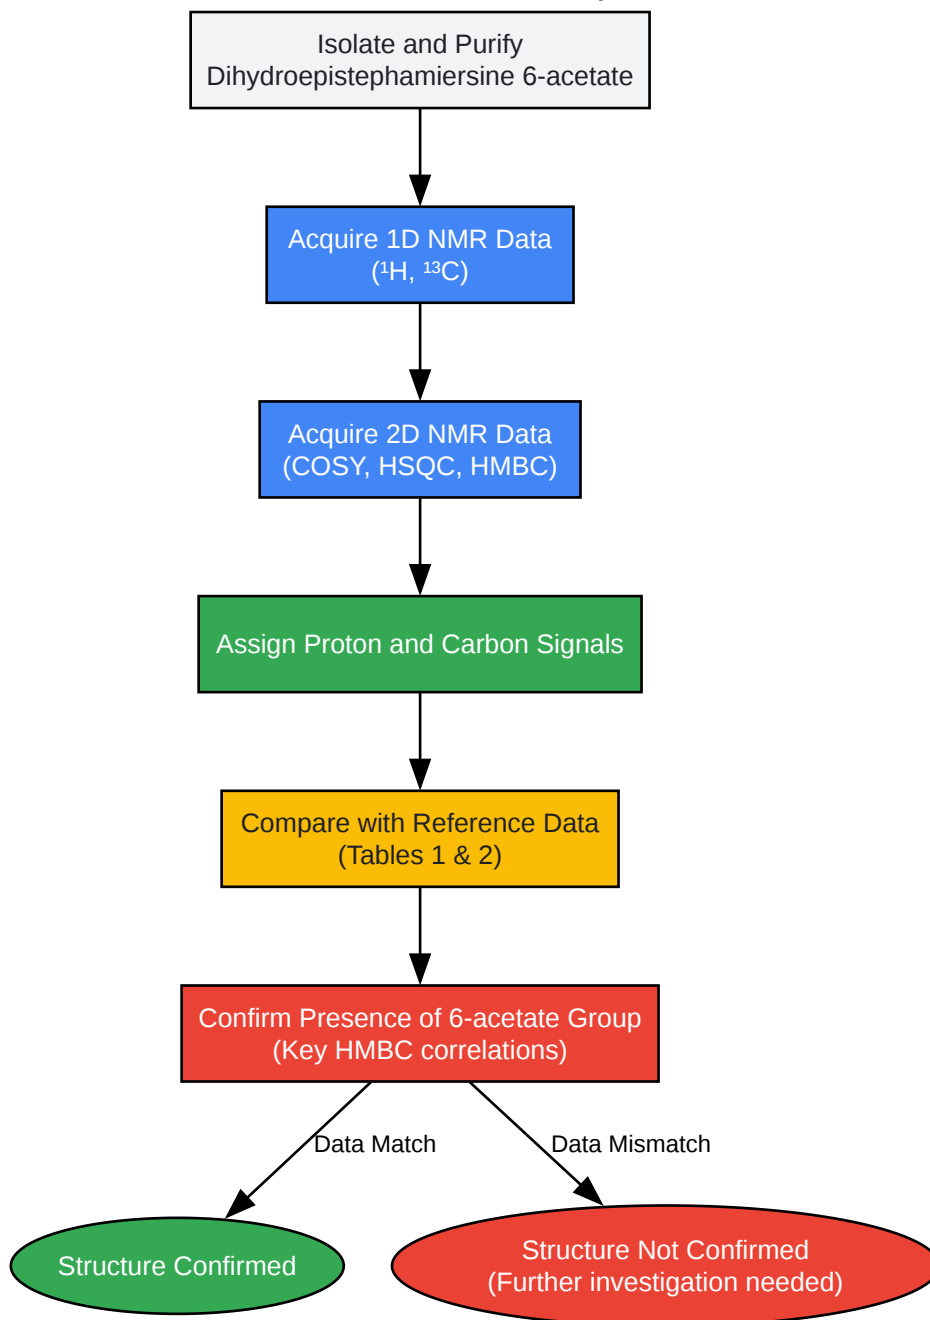 Isolate and Purify
Dihydroepistephamiersine 6-acetate
Acquire 1D NMR Data
(¹H, ¹³C)
Acquire 2D NMR Data
(COSY, HSQC, HMBC)
Assign Proton and Carbon Signals
Compare with Reference Data
(Tables 1 & 2)
Confirm Presence of 6-acetate Group
(Key HMBC correlations)
Data Match
Data Mismatch
Structure Confirmed
Structure Not Confirmed
(Further investigation needed)